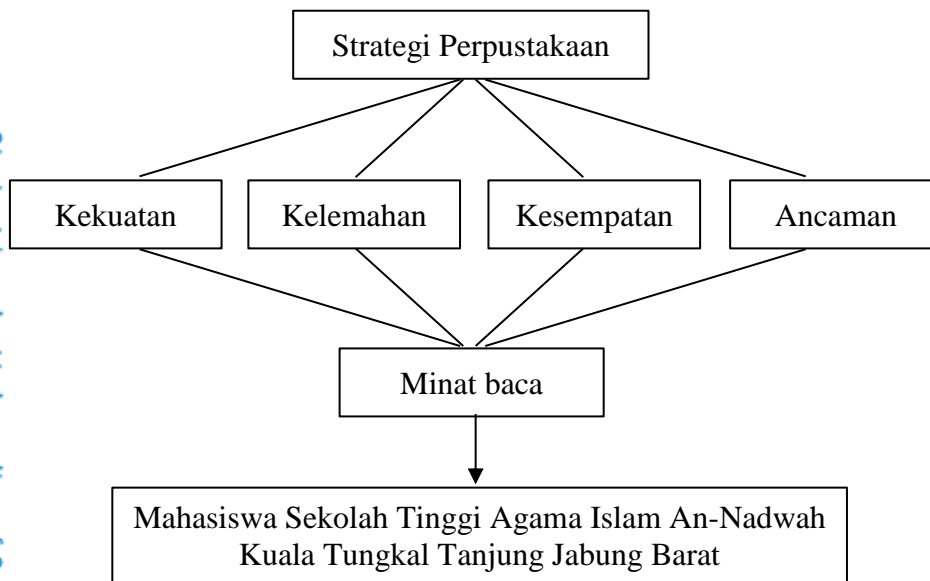 Strategi Perpustakaan
Kekuatan
Kelemahan
Kesempatan
Ancaman
Minat baca
Mahasiswa Sekolah Tinggi Agama Islam An-Nadwah
Kuala Tungkal Tanjung Jabung Barat